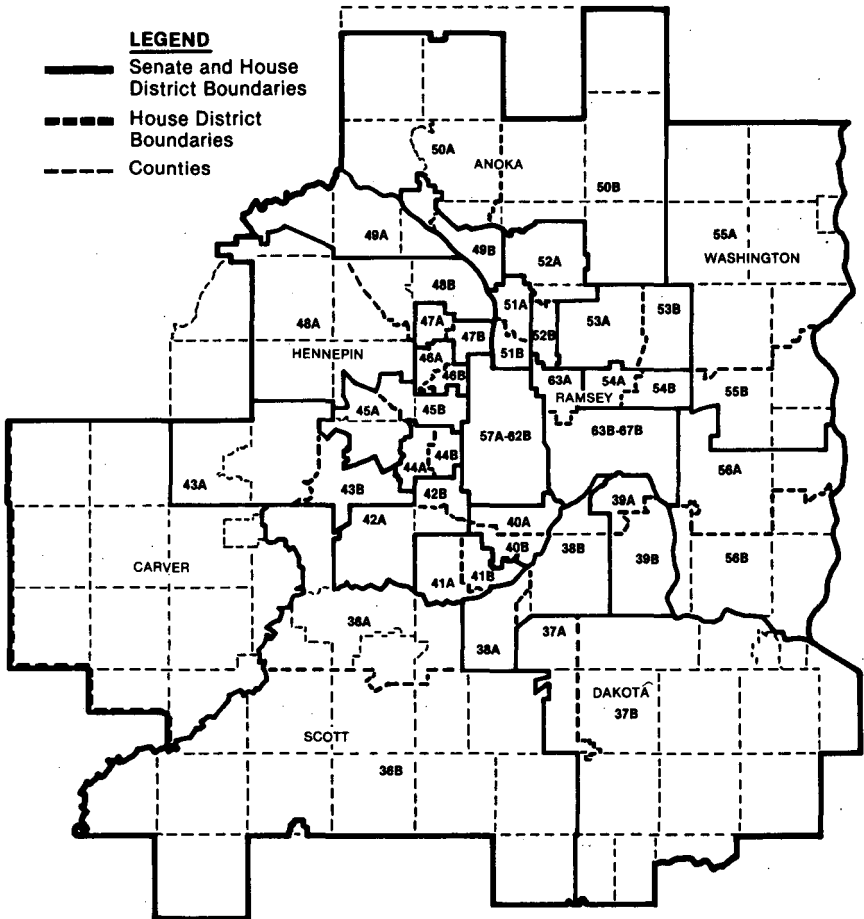 LEGEND
Senate and House
District Boundaries
House District
Boundaries
Counties
50A
ANOKA
50B
55A
WASHINGTON
49A
49B
52A
48B
51A
53B
48A
47A
53A
47B
52B
HENNEPIN
46A
51B
46B
63A
54A
54B
RAMSEY
55B
45A
45B
57A-62B
63B-67B
44B
44A
56A
43A
43B
42B
39A
42A
40A
40B
38B
CARVER
39B
56B
41A
41B
36A
37A
38A
DAKOTA
37B
SCOTT
36B